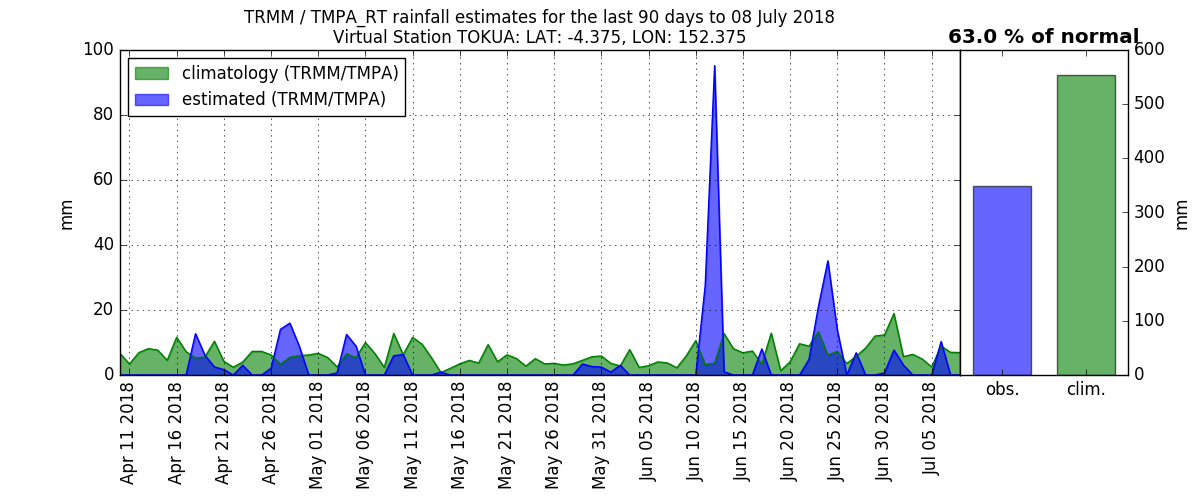 TRMM / TMPA_RT rainfall estimates for the last 90 days to 08 July 2018
Virtual Station TOKUA: LAT: -4.375, LON: 152.375
63.0 % of normal
climatology (TRMM/TMPA)
estimated (TRMM/TMPA)
100
80
60
40
20
0
mm
Apr 11 2018
Apr 16 2018
Apr 21 2018
Apr 26 2018
May 01 2018
May 06 2018
May 11 2018
May 16 2018
May 21 2018
May 26 2018
May 31 2018
Jun 05 2018
Jun 10 2018
Jun 15 2018
Jun 20 2018
Jun 25 2018
Jun 30 2018
Jul 05 2018
obs.
clim.
600
500
400
300
200
100
0
mm